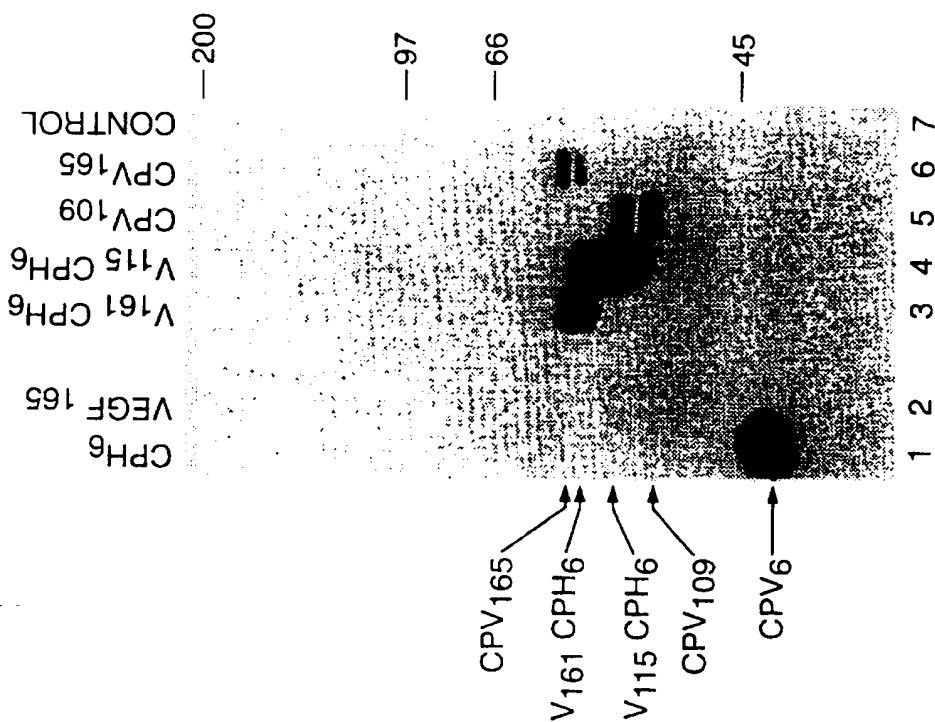 CPH6
VEGF 165
V161 CPH6
V115 CPH6
CPV109
CPV165
CONTROL
200
97
66
45
1 2 3 4 5 6 7
CPV165
V161 CPH6
V115 CPH6
CPV109
CPV6